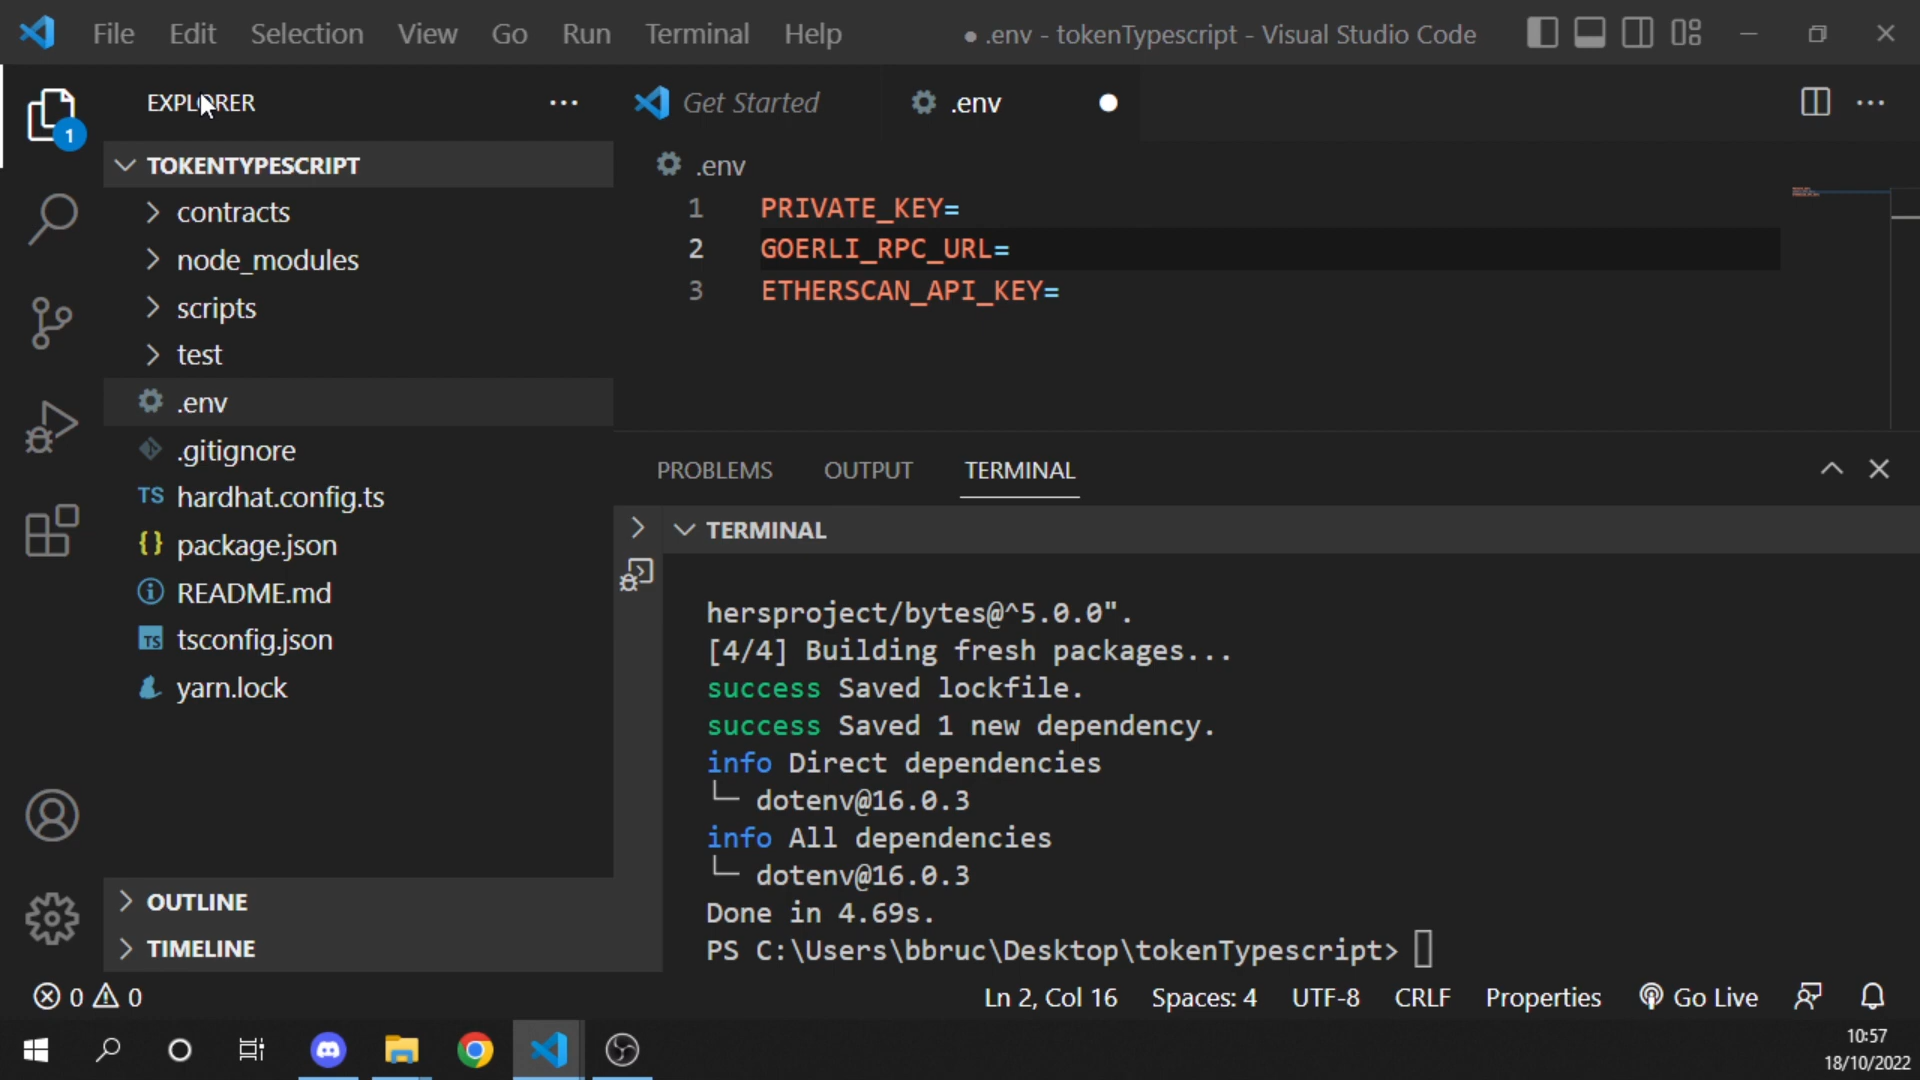 File Edit Selection View Go Run Terminal Help
● .env - tokenTypescript - Visual Studio Code
EXPLORER
1
TOKENTYPESCRIPT
contracts
node_modules
scripts
test
.env
.gitignore
TS hardhat.config.ts
{} package.json
README.md
TS tsconfig.json
yarn.lock
OUTLINE
TIMELINE
Get Started
.env
.env
1 PRIVATE_KEY=
2 GOERLI_RPC_URL=
3 ETHERSCAN_API_KEY=
PROBLEMS OUTPUT TERMINAL
TERMINAL
hersproject/bytes@^5.0.0".
[4/4] Building fresh packages...
success Saved lockfile.
success Saved 1 new dependency.
info Direct dependencies
└─ dotenv@16.0.3
info All dependencies
└─ dotenv@16.0.3
Done in 4.69s.
PS C:\Users\bbruc\Desktop\tokenTypescript>
0 0
Ln 2, Col 16 Spaces: 4 UTF-8 CRLF Properties Go Live
10:57
18/10/2022